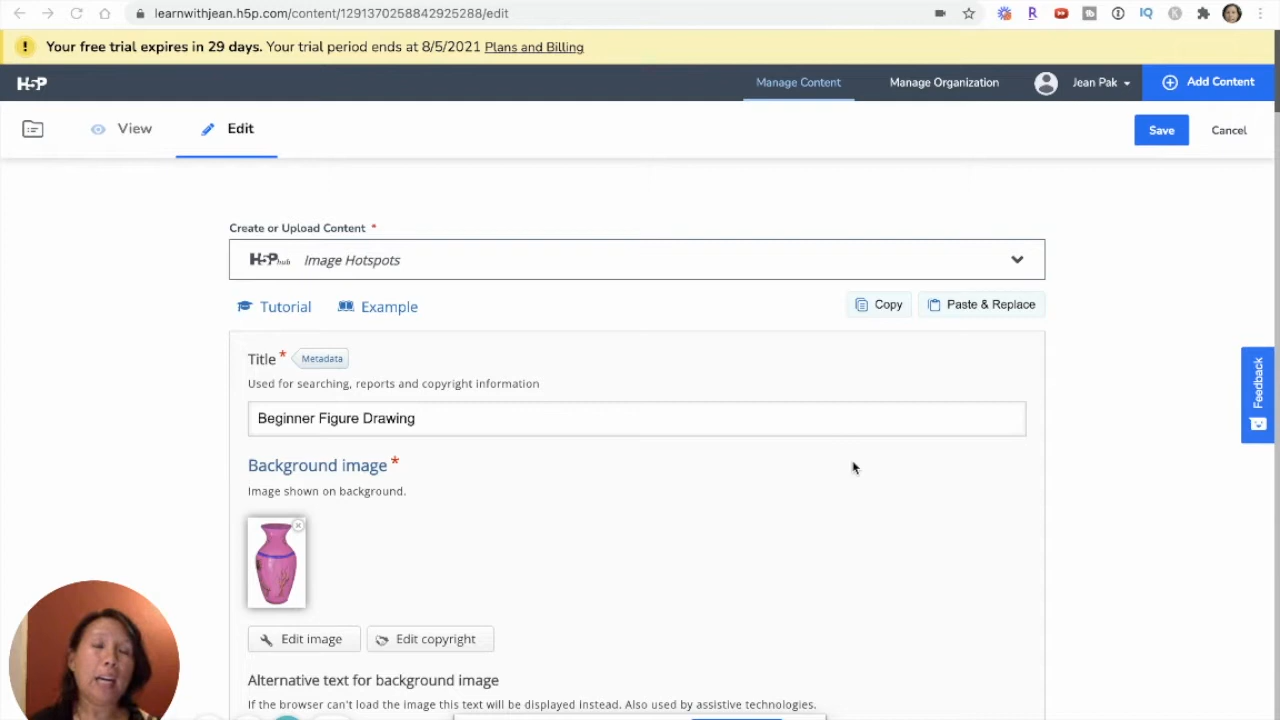 learnwithjean.h5p.com/content/1291370258842925288/edit
Your free trial expires in 29 days. Your trial period ends at 8/5/2021 Plans and Billing
H5P Manage Content Manage Organization Jean Pak Add Content
View Edit Save Cancel
Create or Upload Content *
H5P hub Image Hotspots
Tutorial Example Copy Paste & Replace
Title * Metadata
Used for searching, reports and copyright information
Beginner Figure Drawing
Feedback
Background image *
Image shown on background.
Edit image Edit copyright
Alternative text for background image
If the browser can't load the image this text will be displayed instead. Also used by assistive technologies.